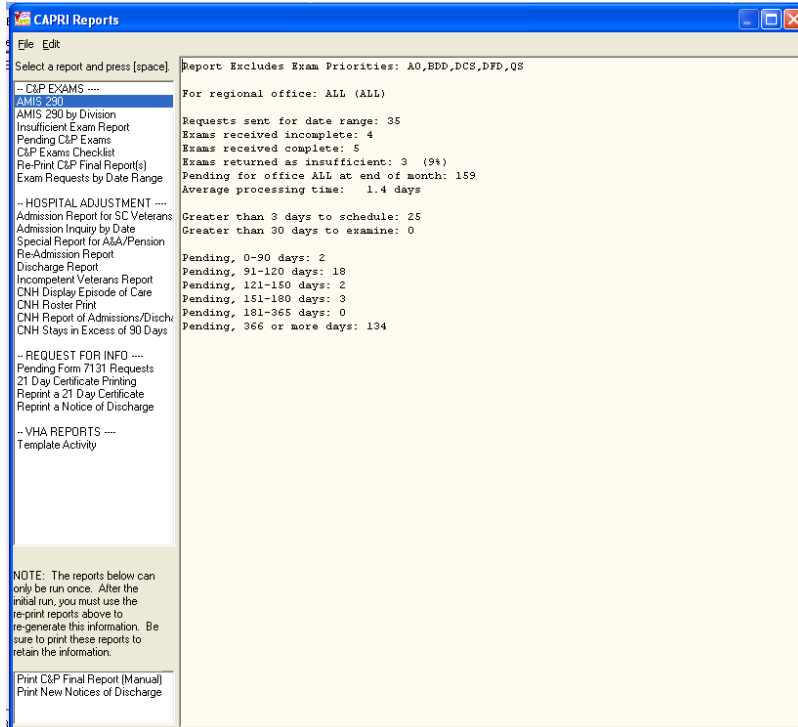 CAPRI Reports
File Edit
Select a report and press [space].
-- C&P EXAMS ----
AMIS 290
AMIS 290 by Division
Insufficient Exam Report
Pending C&P Exams
C&P Exams Checklist
Re-Print C&P Final Report(s)
Exam Requests by Date Range
-- HOSPITAL ADJUSTMENT ----
Admission Report for SC Veterans
Admission Inquiry by Date
Special Report for A&A/Pension
Re-Admission Report
Discharge Report
Incompetent Veterans Report
CNH Display Episode of Care
CNH Roster Print
CNH Report of Admissions/Discha
CNH Stays in Excess of 90 Days
-- REQUEST FOR INFO ----
Pending Form 7131 Requests
21 Day Certificate Printing
Reprint a 21 Day Certificate
Reprint a Notice of Discharge
-- VHA REPORTS ----
Template Activity
NOTE: The reports below can
only be run once. After the
initial run, you must use the
re-print reports above to
re-generate this information. Be
sure to print these reports to
retain the information.
Print C&P Final Report (Manual)
Print New Notices of Discharge
Report Excludes Exam Priorities: AO,BDD,DCS,DFD,QS
For regional office: ALL (ALL)
Requests sent for date range: 35
Exams received incomplete: 4
Exams received complete: 5
Exams returned as insufficient: 3 (9%)
Pending for office ALL at end of month: 159
Average processing time: 1.4 days
Greater than 3 days to schedule: 25
Greater than 30 days to examine: 0
Pending, 0-90 days: 2
Pending, 91-120 days: 18
Pending, 121-150 days: 2
Pending, 151-180 days: 3
Pending, 181-365 days: 0
Pending, 366 or more days: 134